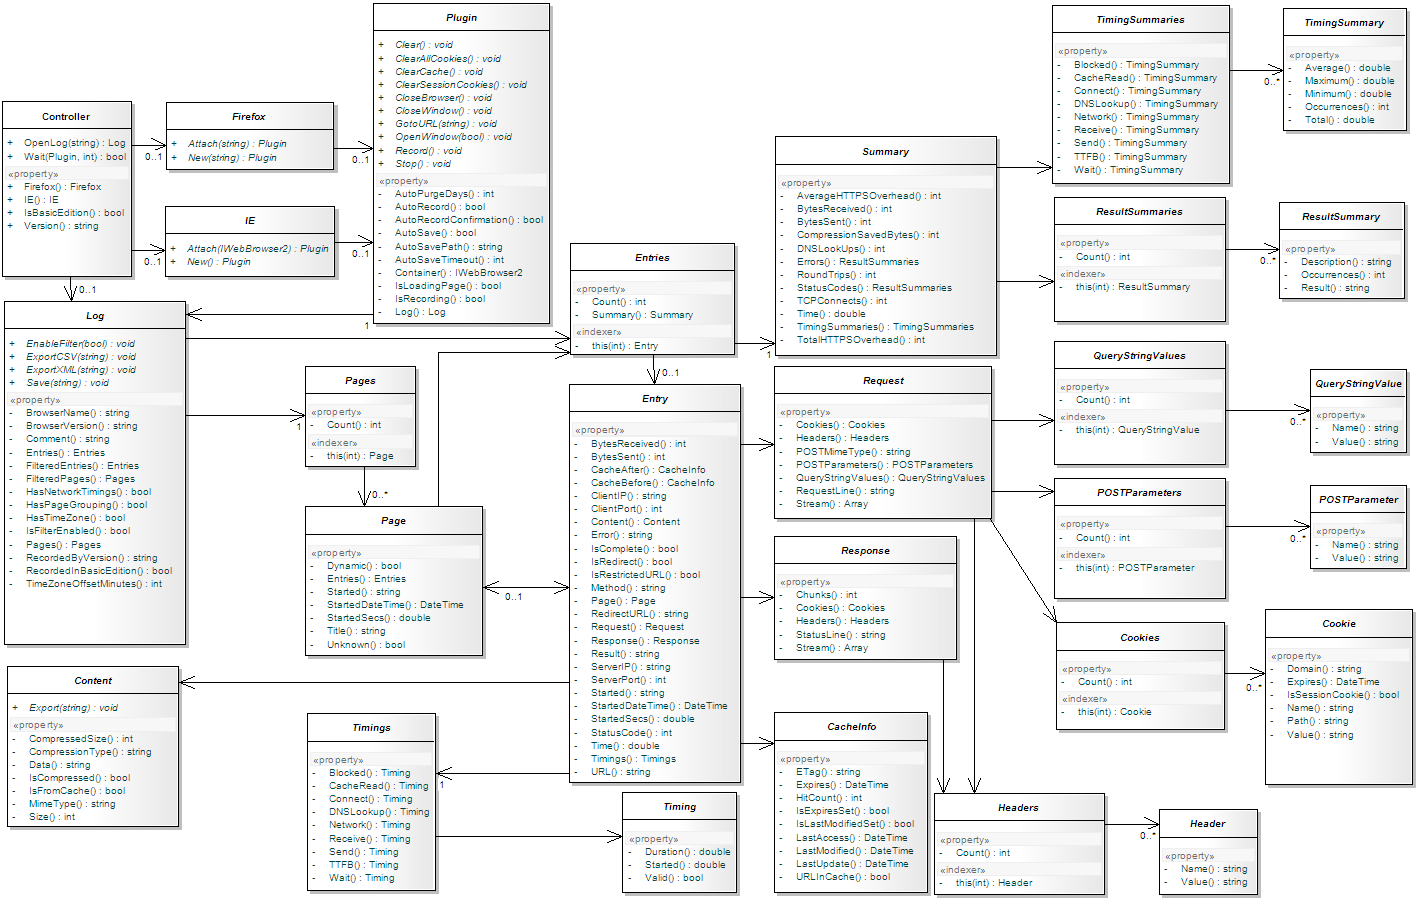 Controller
+ OpenLog(string) : Log
+ Wait(Plugin, int) : bool
«property»
+ Firefox() : Firefox
+ IE() : IE
+ IsBasicEdition() : bool
+ Version() : string
0..1
0..1
0..1
Firefox
+ Attach(string) : Plugin
+ New(string) : Plugin
0..1
IE
+ Attach(IWebBrowser2) : Plugin
+ New() : Plugin
0..1
Plugin
+ Clear() : void
+ ClearAllCookies() : void
+ ClearCache() : void
+ ClearSessionCookies() : void
+ CloseBrowser() : void
+ CloseWindow() : void
+ GotoURL(string) : void
+ OpenWindow(bool) : void
+ Record() : void
+ Stop() : void
«property»
- AutoPurgeDays() : int
- AutoRecord() : bool
- AutoRecordConfirmation() : bool
- AutoSave() : bool
- AutoSavePath() : string
- AutoSaveTimeout() : int
- Container() : IWebBrowser2
- IsLoadingPage() : bool
- IsRecording() : bool
- Log() : Log
1
Log
+ EnableFilter(bool) : void
+ ExportCSV(string) : void
+ ExportXML(string) : void
+ Save(string) : void
«property»
- BrowserName() : string
- BrowserVersion() : string
- Comment() : string
- Entries() : Entries
- FilteredEntries() : Entries
- FilteredPages() : Pages
- HasNetworkTimings() : bool
- HasPageGrouping() : bool
- HasTimeZone() : bool
- IsFilterEnabled() : bool
- Pages() : Pages
- RecordedByVersion() : string
- RecordedInBasicEdition() : bool
- TimeZoneOffsetMinutes() : int
1
Pages
«property»
- Count() : int
«indexer»
- this(int) : Page
0..*
Page
«property»
- Dynamic() : bool
- Entries() : Entries
- Started() : string
- StartedDateTime() : DateTime
- StartedSecs() : double
- Title() : string
- Unknown() : bool
0..1
Content
+ Export(string) : void
«property»
- CompressedSize() : int
- CompressionType() : string
- Data() : string
- IsCompressed() : bool
- IsFromCache() : bool
- MimeType() : string
- Size() : int
Timings
«property»
- Blocked() : Timing
- CacheRead() : Timing
- Connect() : Timing
- DNSLookup() : Timing
- Network() : Timing
- Receive() : Timing
- Send() : Timing
- TTFB() : Timing
- Wait() : Timing
1
Timing
«property»
- Duration() : double
- Started() : double
- Valid() : bool
Entries
«property»
- Count() : int
- Summary() : Summary
«indexer»
- this(int) : Entry
1
0..1
Entry
«property»
- BytesReceived() : int
- BytesSent() : int
- CacheAfter() : CacheInfo
- CacheBefore() : CacheInfo
- ClientIP() : string
- ClientPort() : int
- Content() : Content
- Error() : string
- IsComplete() : bool
- IsRedirect() : bool
- IsRestrictedURL() : bool
- Method() : string
- Page() : Page
- RedirectURL() : string
- Request() : Request
- Response() : Response
- Result() : string
- ServerIP() : string
- ServerPort() : int
- Started() : string
- StartedDateTime() : DateTime
- StartedSecs() : double
- StatusCode() : int
- Time() : double
- Timings() : Timings
- URL() : string
Summary
«property»
- AverageHTTPSOverhead() : int
- BytesReceived() : int
- BytesSent() : int
- CompressionSavedBytes() : int
- DNSLookUps() : int
- Errors() : ResultSummaries
- RoundTrips() : int
- StatusCodes() : ResultSummaries
- TCPConnects() : int
- Time() : double
- TimingSummaries() : TimingSummaries
- TotalHTTPSOverhead() : int
Request
«property»
- Cookies() : Cookies
- Headers() : Headers
- POSTMimeType() : string
- POSTParameters() : POSTParameters
- QueryStringValues() : QueryStringValues
- RequestLine() : string
- Stream() : Array
Response
«property»
- Chunks() : int
- Cookies() : Cookies
- Headers() : Headers
- StatusLine() : string
- Stream() : Array
CacheInfo
«property»
- ETag() : string
- Expires() : DateTime
- HitCount() : int
- IsExpiresSet() : bool
- IsLastModifiedSet() : bool
- LastAccess() : DateTime
- LastModified() : DateTime
- LastUpdate() : DateTime
- URLInCache() : bool
TimingSummaries
«property»
- Blocked() : TimingSummary
- CacheRead() : TimingSummary
- Connect() : TimingSummary
- DNSLookup() : TimingSummary
- Network() : TimingSummary
- Receive() : TimingSummary
- Send() : TimingSummary
- TTFB() : TimingSummary
- Wait() : TimingSummary
0..*
TimingSummary
«property»
- Average() : double
- Maximum() : double
- Minimum() : double
- Occurrences() : int
- Total() : double
ResultSummaries
«property»
- Count() : int
«indexer»
- this(int) : ResultSummary
0..*
ResultSummary
«property»
- Description() : string
- Occurrences() : int
- Result() : string
QueryStringValues
«property»
- Count() : int
«indexer»
- this(int) : QueryStringValue
0..*
QueryStringValue
«property»
- Name() : string
- Value() : string
POSTParameters
«property»
- Count() : int
«indexer»
- this(int) : POSTParameter
0..*
POSTParameter
«property»
- Name() : string
- Value() : string
Cookies
«property»
- Count() : int
«indexer»
- this(int) : Cookie
0..*
Cookie
«property»
- Domain() : string
- Expires() : DateTime
- IsSessionCookie() : bool
- Name() : string
- Path() : string
- Value() : string
Headers
«property»
- Count() : int
«indexer»
- this(int) : Header
0..*
Header
«property»
- Name() : string
- Value() : string